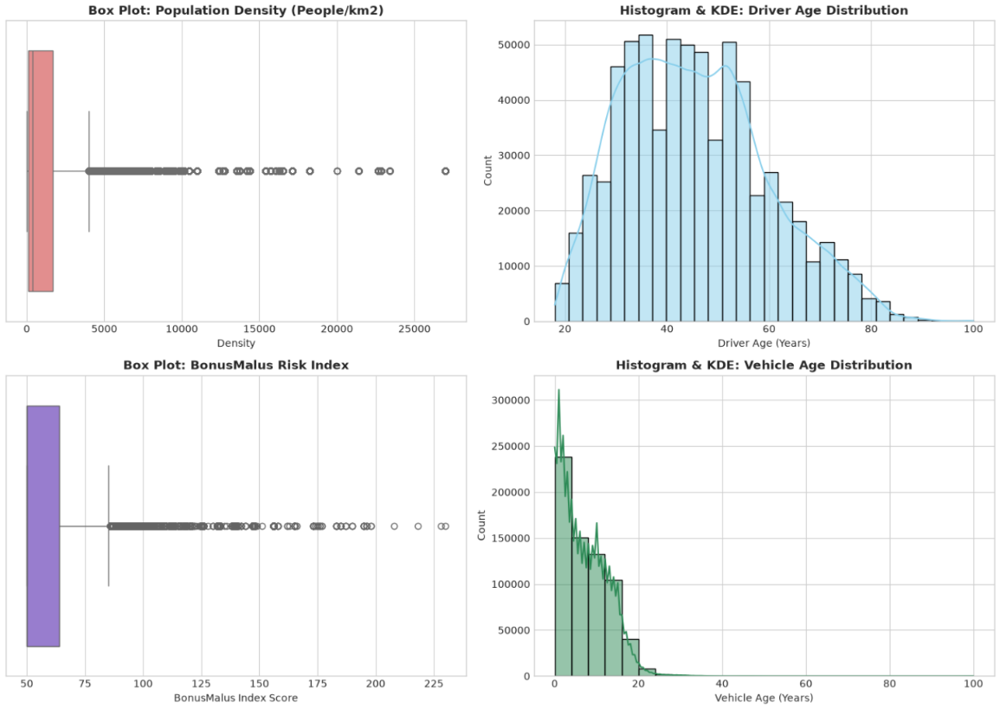 Box Plot: Population Density (People/km2)
0 5000 10000 15000 20000 25000
Density
Histogram & KDE: Driver Age Distribution
50000
40000
30000
20000
10000
0
Count
20 40 60 80 100
Driver Age (Years)
Box Plot: BonusMalus Risk Index
50 75 100 125 150 175 200 225
BonusMalus Index Score
Histogram & KDE: Vehicle Age Distribution
300000
250000
200000
150000
100000
50000
0
Count
0 20 40 60 80 100
Vehicle Age (Years)